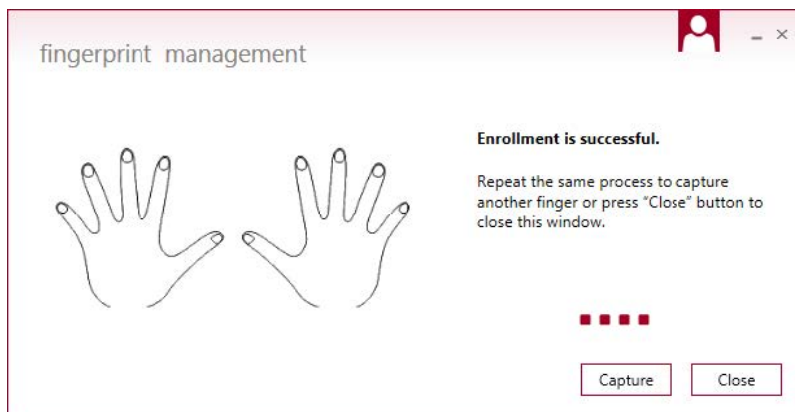 fingerprint management
Enrollment is successful.
Repeat the same process to capture
another finger or press “Close” button to
close this window.
Capture
Close